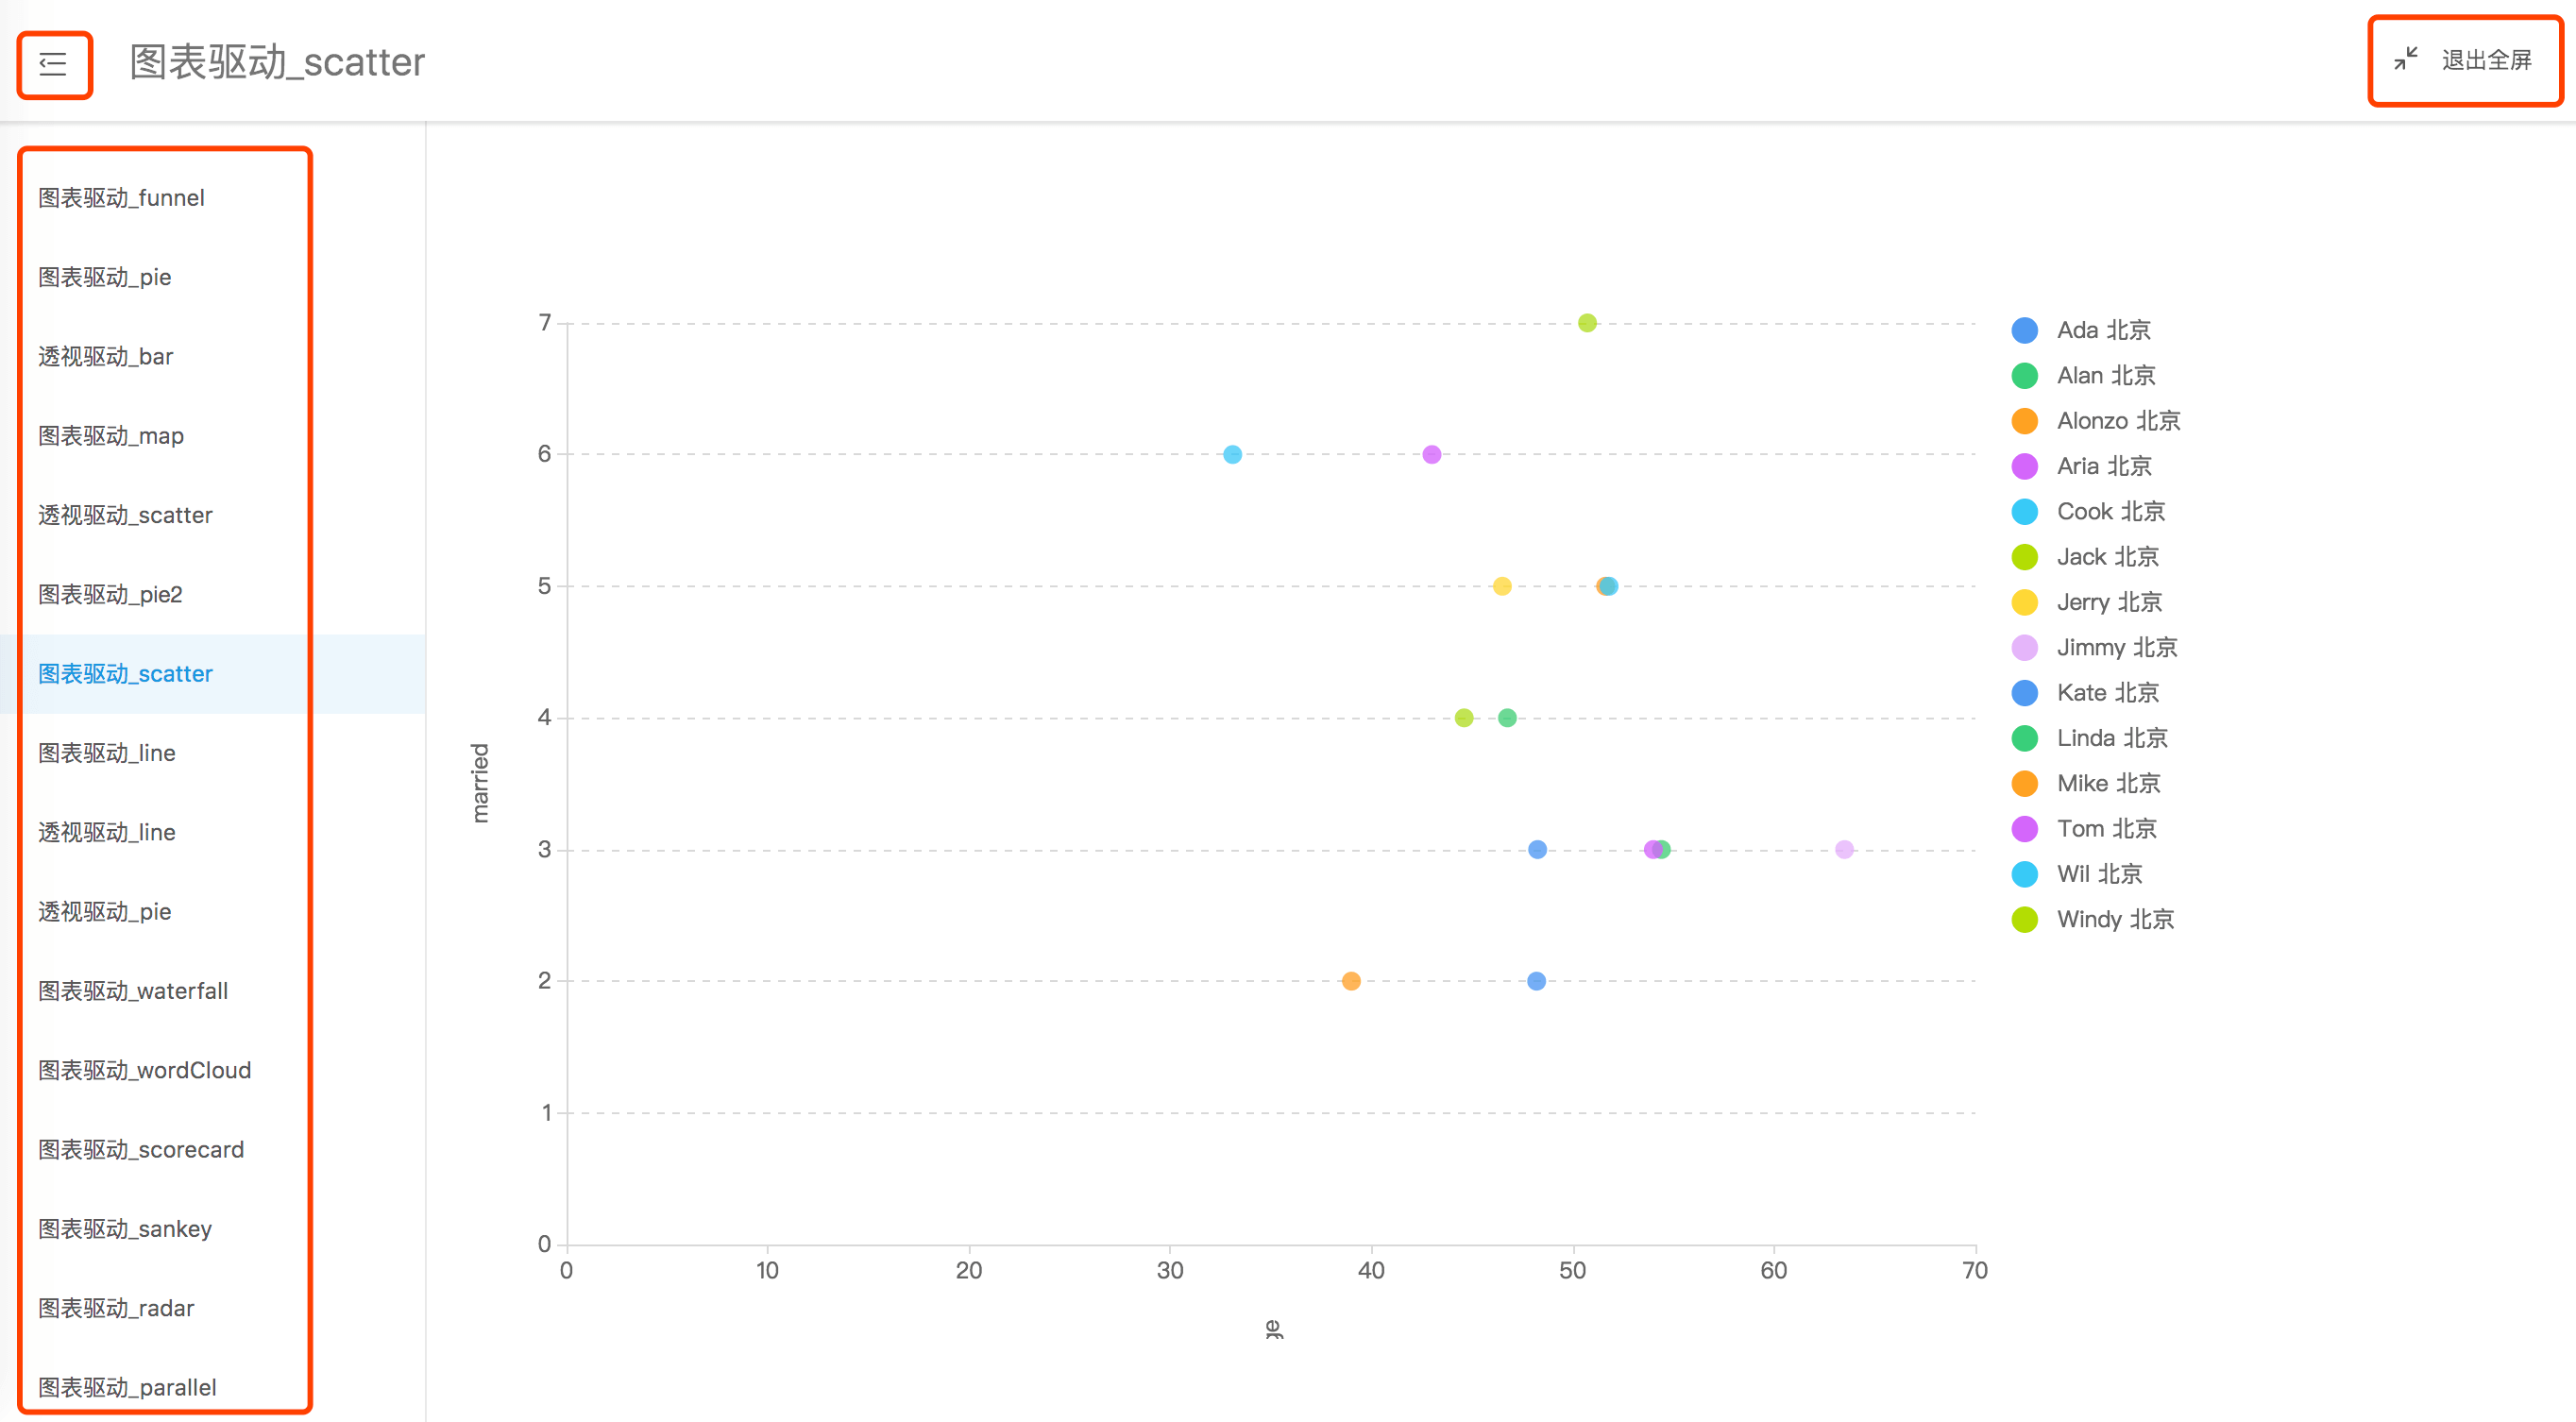 图表驱动_scatter
退出全屏
图表驱动_funnel
图表驱动_pie
透视驱动_bar
图表驱动_map
透视驱动_scatter
图表驱动_pie2
图表驱动_scatter
图表驱动_line
透视驱动_line
透视驱动_pie
图表驱动_waterfall
图表驱动_wordCloud
图表驱动_scorecard
图表驱动_sankey
图表驱动_radar
图表驱动_parallel
married
7
6
5
4
3
2
1
0
0 10 20 30 40 50 60 70
ge
Ada 北京
Alan 北京
Alonzo 北京
Aria 北京
Cook 北京
Jack 北京
Jerry 北京
Jimmy 北京
Kate 北京
Linda 北京
Mike 北京
Tom 北京
Wil 北京
Windy 北京